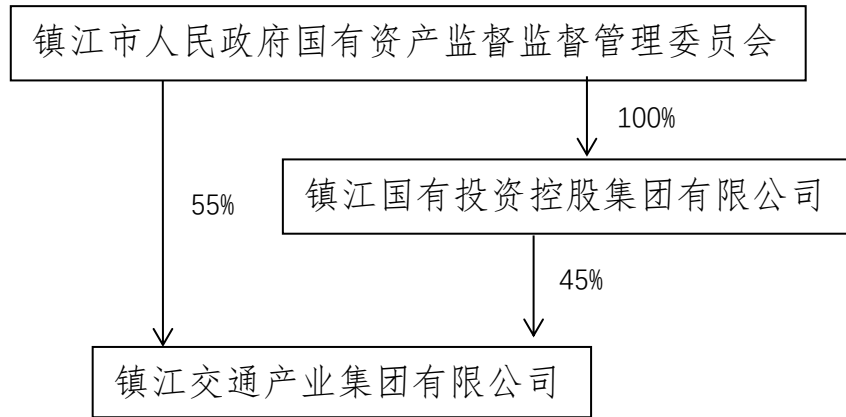 镇江市人民政府国有资产监督监督管理委员会
100%
镇江国有投资控股集团有限公司
55%
45%
镇江交通产业集团有限公司